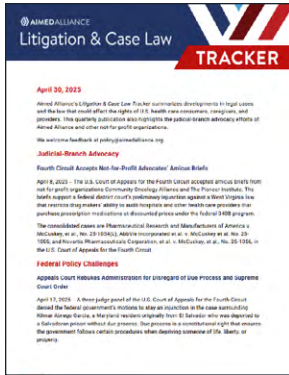 AIMEDALLIANCE
Litigation & Case Law
TRACKER
April 30, 2025
Aimed Alliance's Litigation & Case Law Tracker summarizes developments in legal cases
and the law that could affect the rights of U.S. health care consumers, caregivers, and
providers. This quarterly publication also highlights the judicial-branch advocacy efforts of
Aimed Alliance and other not-for-profit organizations.
We welcome feedback at policy@aimedalliance.org.
Judicial-Branch Advocacy
Fourth Circuit Accepts Not-for-Profit Advocates' Amicus Briefs
April 8, 2025 – The U.S. Court of Appeals for the Fourth Circuit accepted amicus briefs from
not-for-profit organizations Community Oncology Alliance and The Pioneer Institute. The
briefs support a federal district court's preliminary injunction against a West Virginia law
that restricts drug makers' ability to audit hospitals and other health care providers that
purchase prescription medications at discounted prices under the federal 340B program.
The consolidated cases are Pharmaceutical Research and Manufacturers of America v.
McCuskey, et al., No. 25-1054(L); AbbVie Incorporated et al. v. McCuskey et al. No. 25-
1055; and Novartis Pharmaceuticals Corporation, et al. v. McCuskey, et al., No. 25-1056, in
the U.S. Court of Appeals for the Fourth Circuit.
Federal Policy Challenges
Appeals Court Rebukes Administration for Disregard of Due Process and Supreme
Court Order
April 17, 2025 – A three-judge panel of the U.S. Court of Appeals for the Fourth Circuit
denied the federal government's motions to stay an injunction in the case surrounding
Kilmar Abrego Garcia, a Maryland resident originally from El Salvador who was deported to
a Salvadoran prison without due process. Due process is a constitutional right that ensures
the government follows certain procedures when depriving someone of life, liberty, or
property.